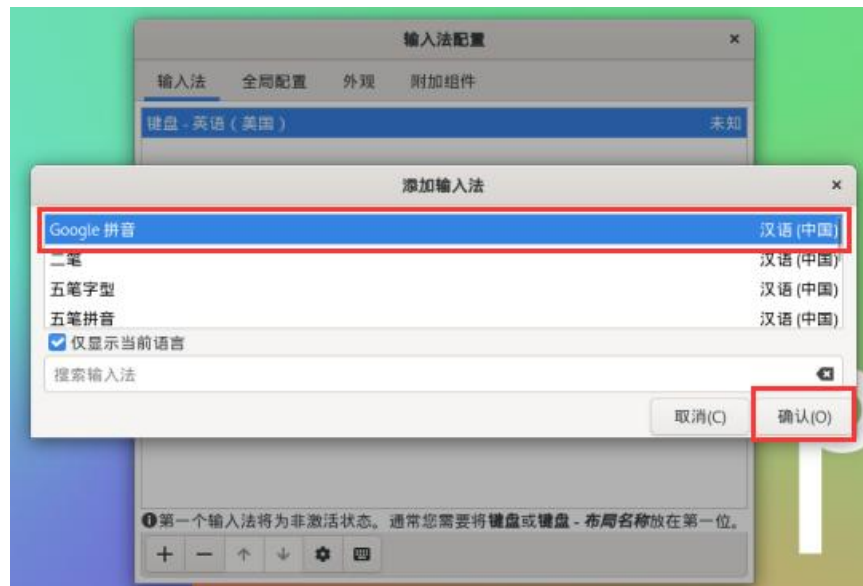 输入法配置
输入法 全局配置 外观 附加组件
键盘 - 英语（美国） 未知
添加输入法
Google 拼音 汉语 (中国)
二笔 汉语 (中国)
五笔字型 汉语 (中国)
五笔拼音 汉语 (中国)
仅显示当前语言
搜索输入法
取消(C) 确认(O)
第一个输入法将为非激活状态。通常您需要将键盘或键盘 - 布局名称放在第一位。